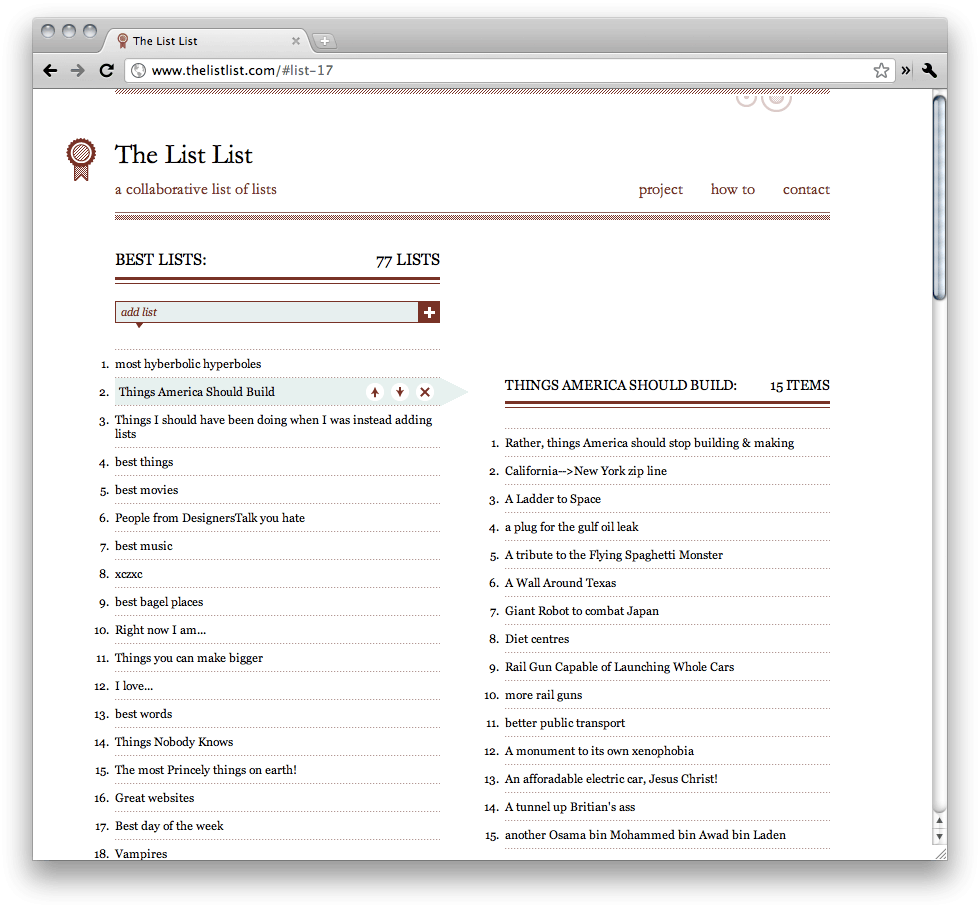 The List List
www.thelistlist.com/#list-17
The List List
a collaborative list of lists
project how to contact
BEST LISTS: 77 LISTS
add list
1. most hyberbolic hyperboles
2. Things America Should Build
3. Things I should have been doing when I was instead adding
lists
4. best things
5. best movies
6. People from DesignersTalk you hate
7. best music
8. xczxc
9. best bagel places
10. Right now I am...
11. Things you can make bigger
12. I love...
13. best words
14. Things Nobody Knows
15. The most Princely things on earth!
16. Great websites
17. Best day of the week
18. Vampires
THINGS AMERICA SHOULD BUILD: 15 ITEMS
1. Rather, things America should stop building & making
2. California-->New York zip line
3. A Ladder to Space
4. a plug for the gulf oil leak
5. A tribute to the Flying Spaghetti Monster
6. A Wall Around Texas
7. Giant Robot to combat Japan
8. Diet centres
9. Rail Gun Capable of Launching Whole Cars
10. more rail guns
11. better public transport
12. A monument to its own xenophobia
13. An afforadable electric car, Jesus Christ!
14. A tunnel up Britian's ass
15. another Osama bin Mohammed bin Awad bin Laden